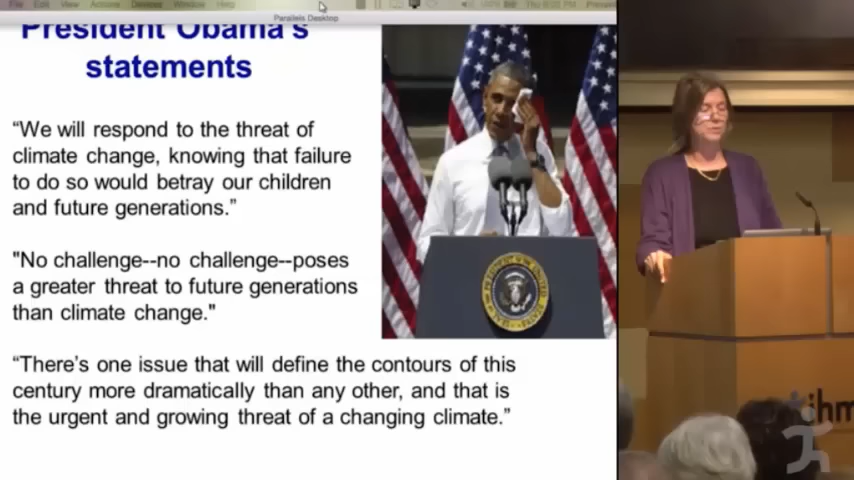 Parallels Desktop
President Obama's
statements
“We will respond to the threat of
climate change, knowing that failure
to do so would betray our children
and future generations.”
"No challenge--no challenge--poses
a greater threat to future generations
than climate change."
“There’s one issue that will define the contours of this
century more dramatically than any other, and that is
the urgent and growing threat of a changing climate.”
ihm